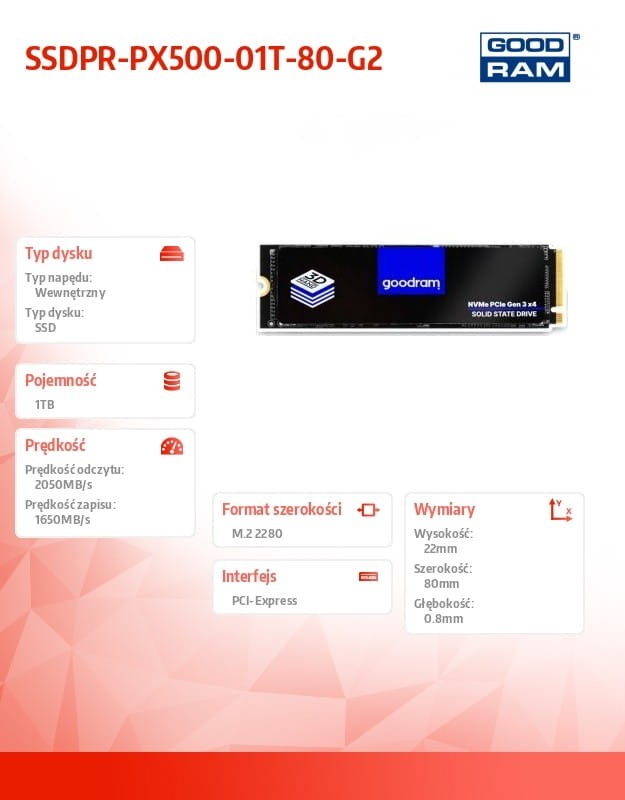 SSDPR-PX500-01T-80-G2
GOOD
RAM
®
Typ dysku
Typ napędu:
Wewnętrzny
Typ dysku:
SSD
3D
goodram
NVMe PCIe Gen 3 x4
SOLID STATE DRIVE
Pojemność
1TB
Prędkość
Prędkość odczytu:
2050MB/s
Prędkość zapisu:
1650MB/s
Format szerokości
M.2 2280
Interfejs
PCI-Express
Wymiary
Y
X
Wysokość:
22mm
Szerokość:
80mm
Głębokość:
0.8mm